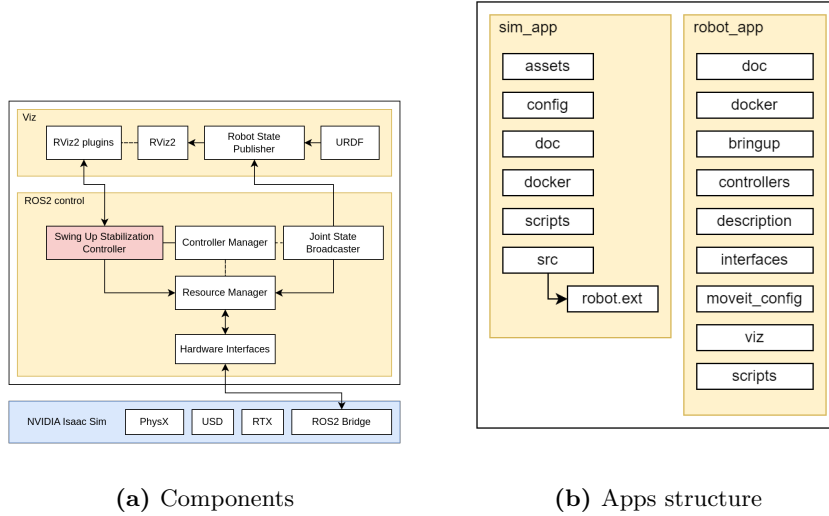 Viz
RViz2 plugins
RViz2
Robot State
Publisher
URDF
ROS2 control
Swing Up Stabilization
Controller
Controller Manager
Joint State
Broadcaster
Resource Manager
Hardware Interfaces
NVIDIA Isaac Sim
PhysX
USD
RTX
ROS2 Bridge
(a) Components
sim_app
assets
config
doc
docker
scripts
src
robot.ext
robot_app
doc
docker
bringup
controllers
description
interfaces
moveit_config
viz
scripts
(b) Apps structure